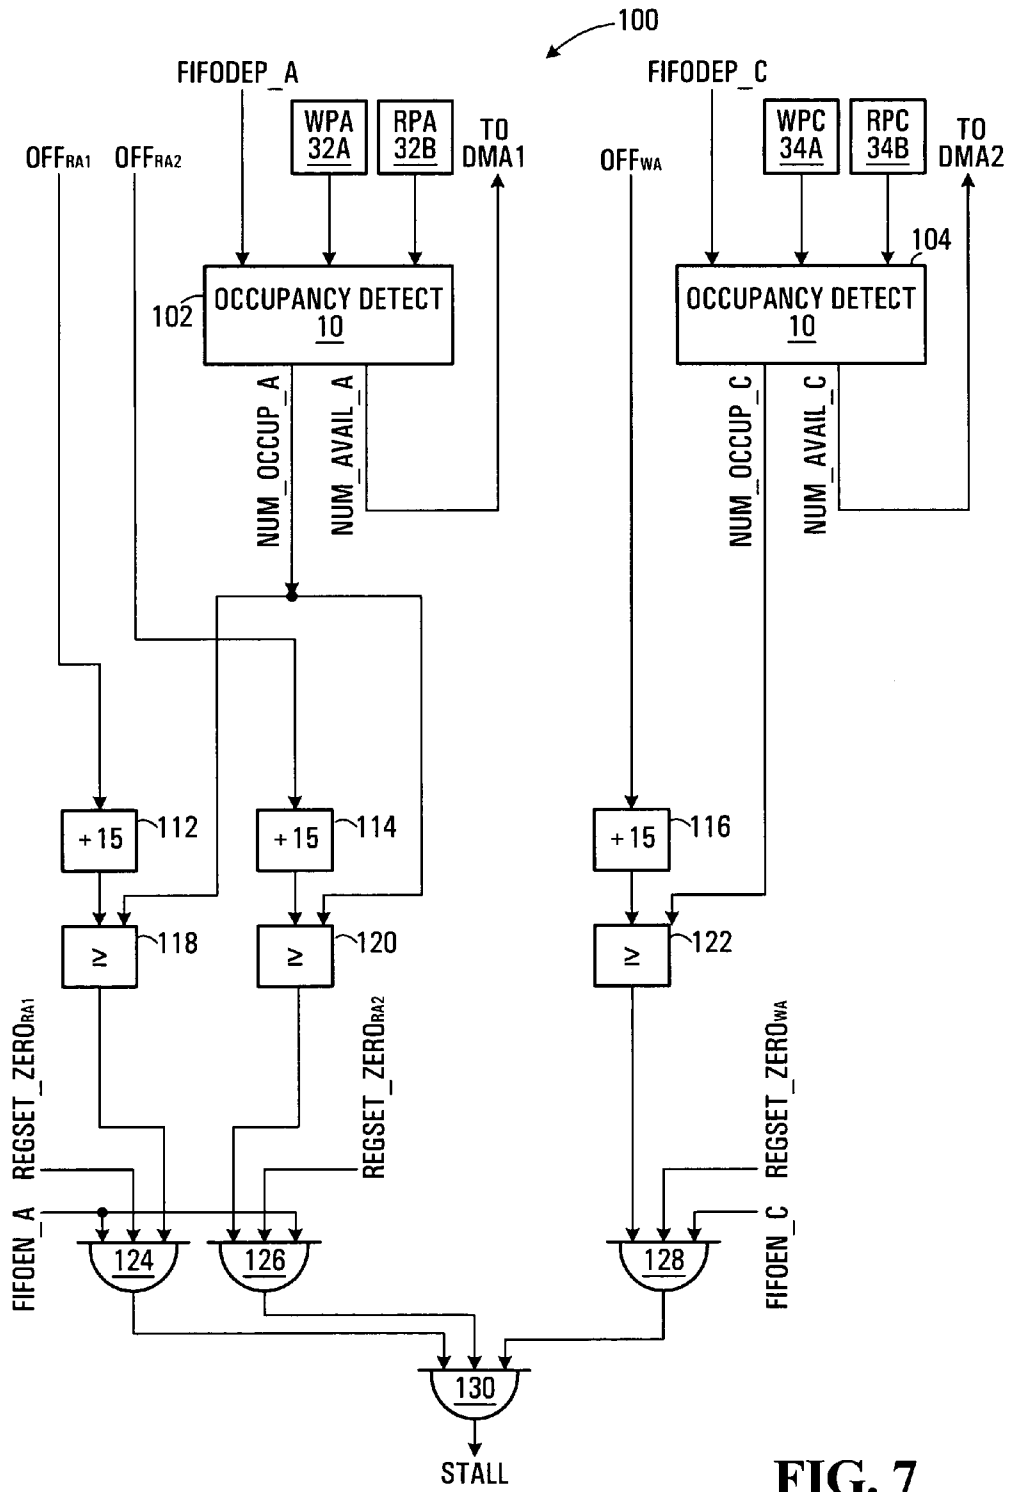 100
FIFODEP_A
FIFODEP_C
WPA
32A
RPA
32B
TO
DMA1
WPC
34A
RPC
34B
TO
DMA2
OFFRA1
OFFRA2
OFFWA
104
102
OCCUPANCY DETECT
10
OCCUPANCY DETECT
10
NUM_OCCUP_A
NUM_AVAIL_A
NUM_OCCUP_C
NUM_AVAIL_C
+15
112
+15
114
+15
116
≥
118
≥
120
≥
122
REGSET_ZERORA1
REGSET_ZERORA2
REGSET_ZEROWA
FIFOEN_A
FIFOEN_C
124
126
128
130
STALL
FIG. 7